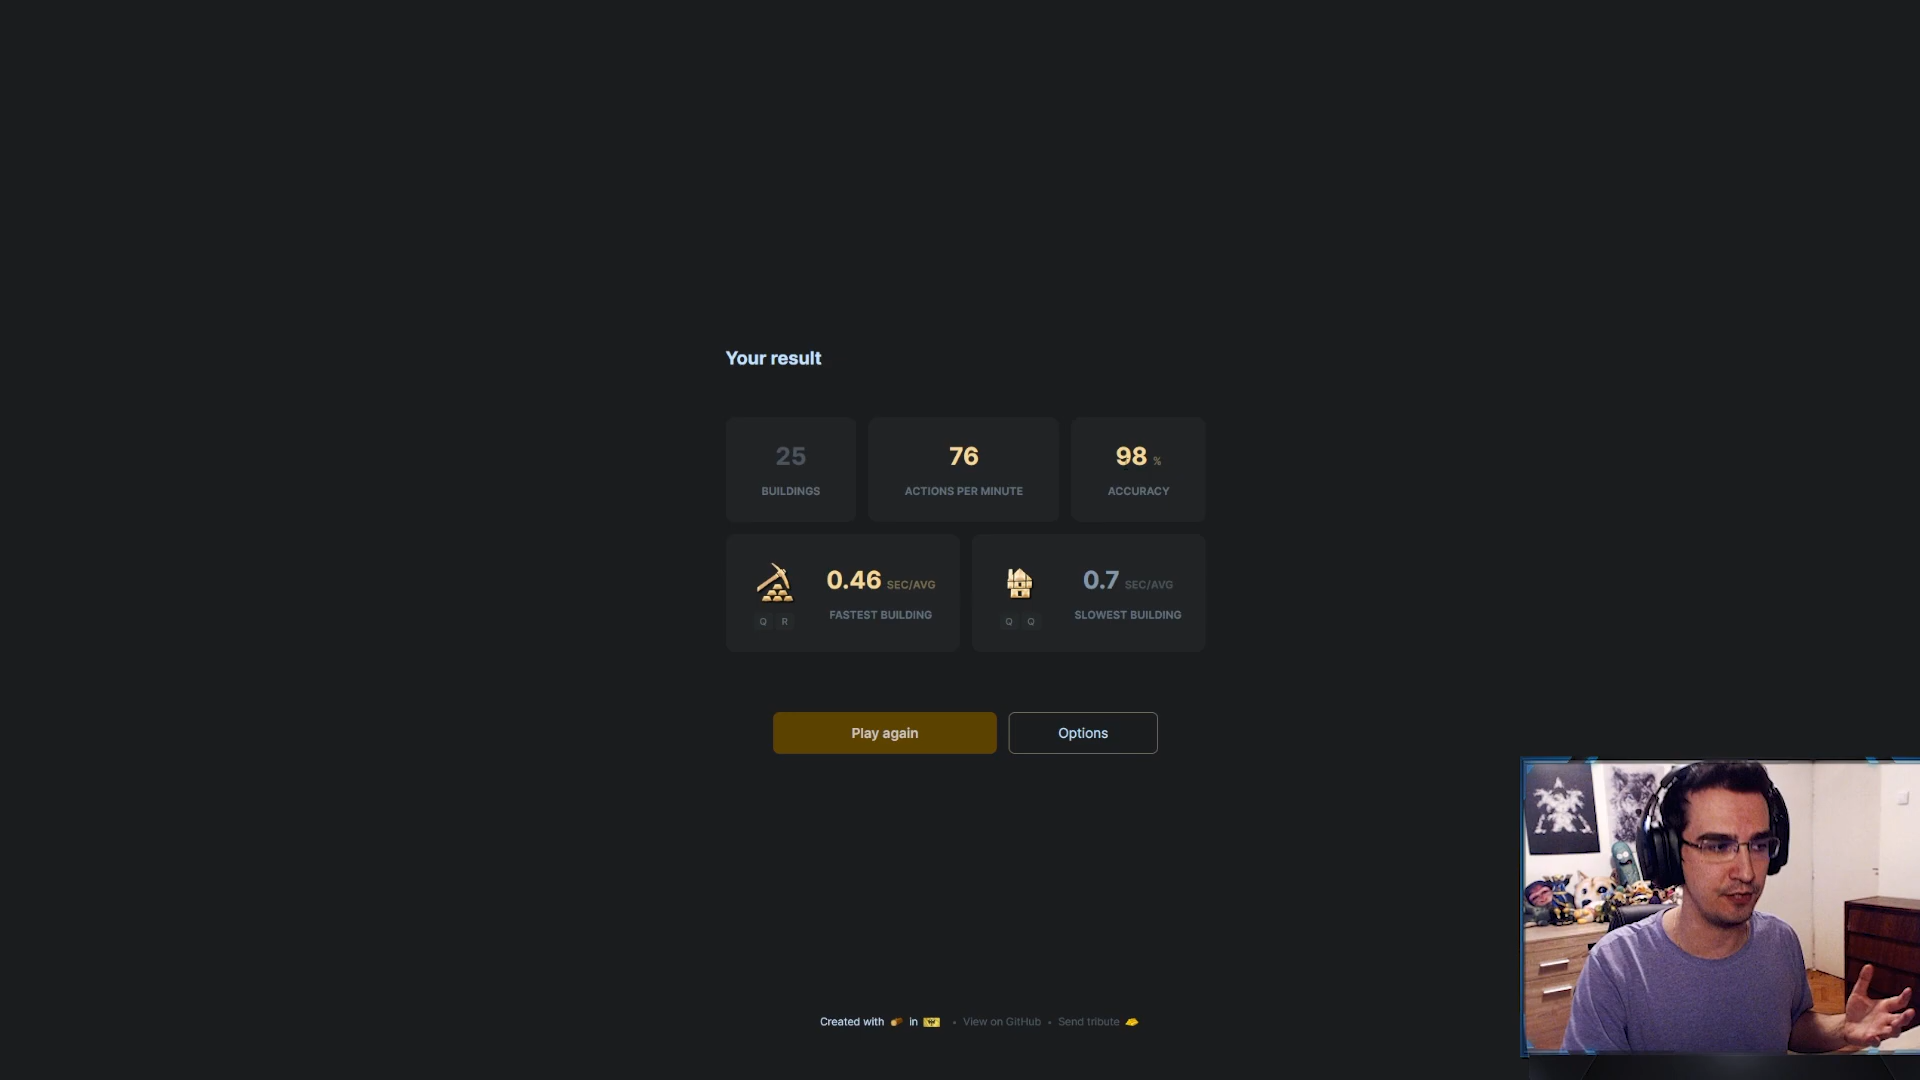 Your result
25
BUILDINGS
76
ACTIONS PER MINUTE
98 %
ACCURACY
0.46 SEC/AVG
FASTEST BUILDING
Q R
0.7 SEC/AVG
SLOWEST BUILDING
Q Q
Play again
Options
Created with in • View on GitHub • Send tribute